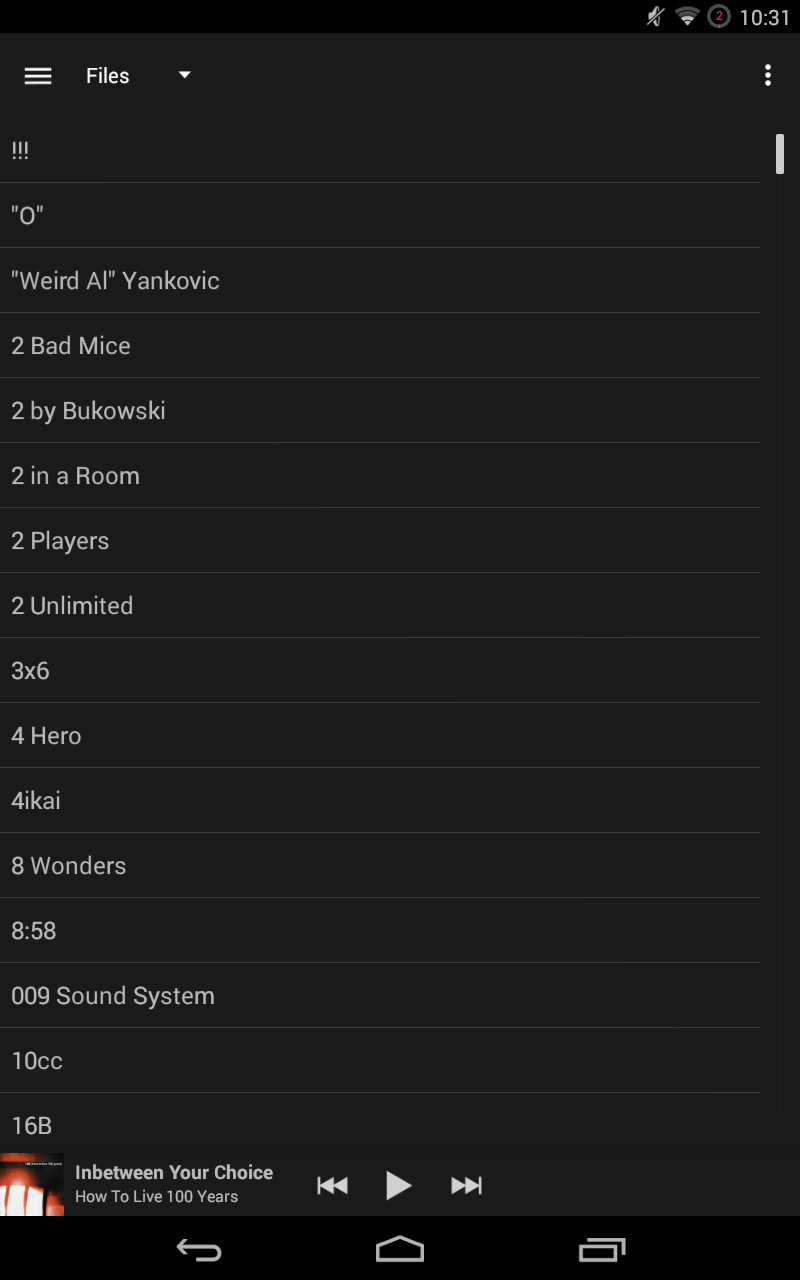 2
10:31
Files
!!!
"O"
"Weird Al" Yankovic
2 Bad Mice
2 by Bukowski
2 in a Room
2 Players
2 Unlimited
3x6
4 Hero
4ikai
8 Wonders
8:58
009 Sound System
10cc
16B
Inbetween Your Choice
How To Live 100 Years